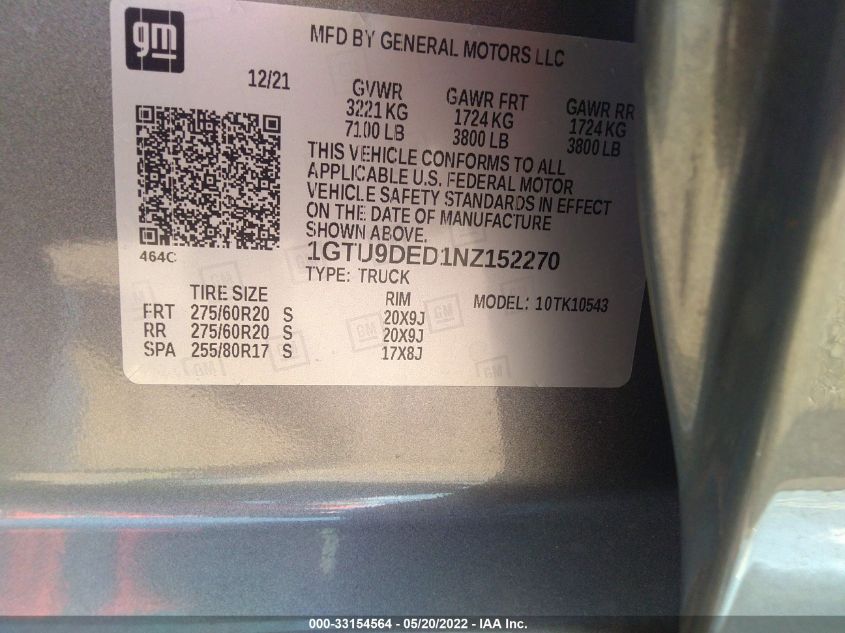 gm
MFD BY GENERAL MOTORS LLC
12/21
GVWR
3221 KG
7100 LB
GAWR FRT
1724 KG
3800 LB
GAWR RR
1724 KG
3800 LB
THIS VEHICLE CONFORMS TO ALL
APPLICABLE U.S. FEDERAL MOTOR
VEHICLE SAFETY STANDARDS IN EFFECT
ON THE DATE OF MANUFACTURE
SHOWN ABOVE.
464C
1GTU9DED1NZ152270
TYPE: TRUCK
TIRE SIZE RIM MODEL: 10TK10543
FRT 275/60R20 S 20X9J
RR 275/60R20 S 20X9J
SPA 255/80R17 S 17X8J
000-33154564 — 05/20/2022 — IAA Inc.